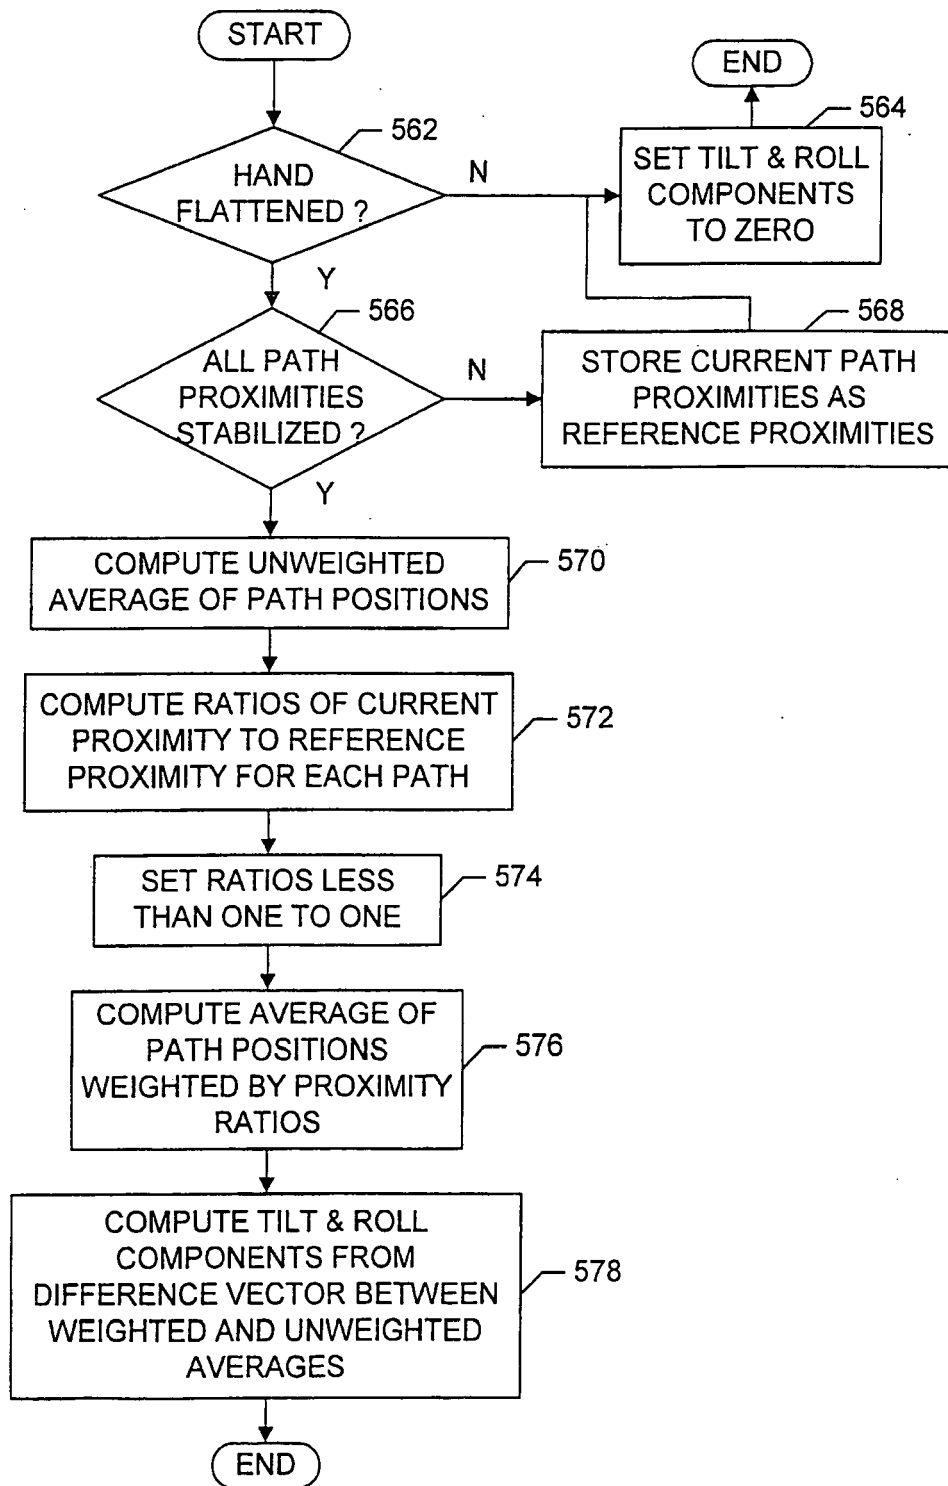 START
END
562
564
HAND
FLATTENED ?
N
SET TILT & ROLL
COMPONENTS
TO ZERO
Y
566
568
ALL PATH
PROXIMITIES
STABILIZED ?
N
STORE CURRENT PATH
PROXIMITIES AS
REFERENCE PROXIMITIES
Y
COMPUTE UNWEIGHTED
AVERAGE OF PATH POSITIONS
570
COMPUTE RATIOS OF CURRENT
PROXIMITY TO REFERENCE
PROXIMITY FOR EACH PATH
572
SET RATIOS LESS
THAN ONE TO ONE
574
COMPUTE AVERAGE OF
PATH POSITIONS
WEIGHTED BY PROXIMITY
RATIOS
576
COMPUTE TILT & ROLL
COMPONENTS FROM
DIFFERENCE VECTOR BETWEEN
WEIGHTED AND UNWEIGHTED
AVERAGES
578
END